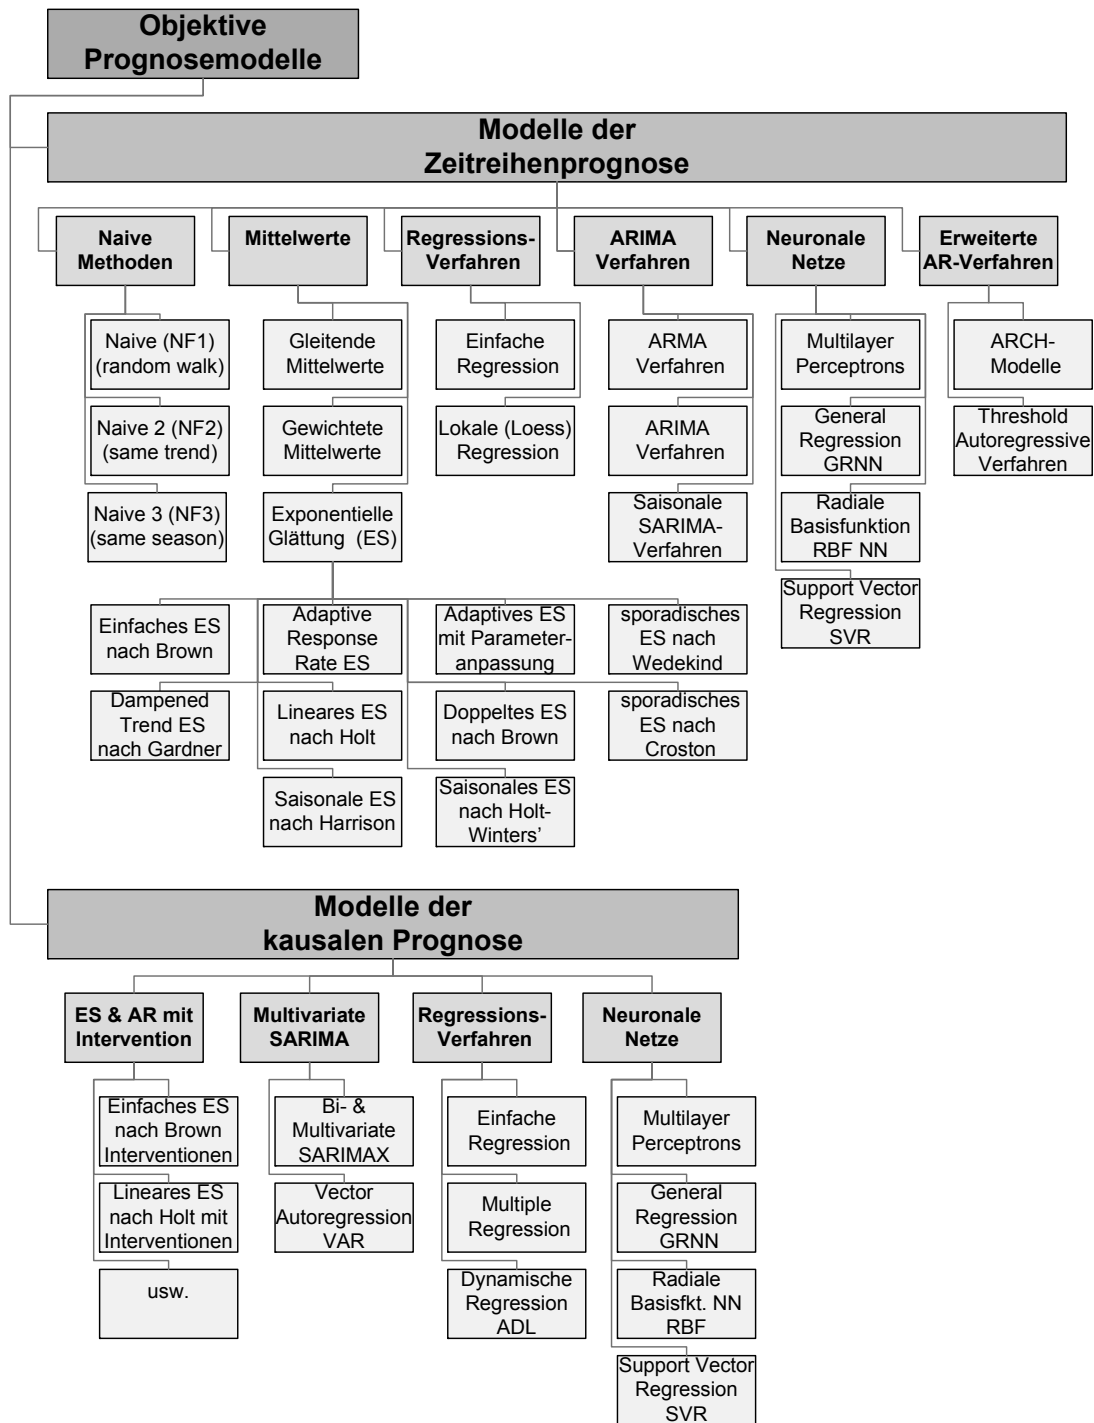 Objektive
Prognosemodelle
Modelle der
Zeitreihenprognose
Naive
Methoden
Mittelwerte
Regressions-
Verfahren
ARIMA
Verfahren
Neuronale
Netze
Erweiterte
AR-Verfahren
Naive (NF1)
(random walk)
Gleitende
Mittelwerte
Einfache
Regression
ARMA
Verfahren
Multilayer
Perceptrons
ARCH-
Modelle
Naive 2 (NF2)
(same trend)
Gewichtete
Mittelwerte
Lokale (Loess)
Regression
ARIMA
Verfahren
General
Regression
GRNN
Threshold
Autoregressive
Verfahren
Naive 3 (NF3)
(same season)
Exponentielle
Glättung (ES)
Saisonale
SARIMA-
Verfahren
Radiale
Basisfunktion
RBF NN
Support Vector
Regression
SVR
Einfaches ES
nach Brown
Adaptive
Response
Rate ES
Adaptives ES
mit Parameter-
anpassung
sporadisches
ES nach
Wedekind
Dampened
Trend ES
nach Gardner
Lineares ES
nach Holt
Doppeltes ES
nach Brown
sporadisches
ES nach
Croston
Saisonale ES
nach Harrison
Saisonales ES
nach Holt-
Winters’
Modelle der
kausalen Prognose
ES & AR mit
Intervention
Multivariate
SARIMA
Regressions-
Verfahren
Neuronale
Netze
Einfaches ES
nach Brown
Interventionen
Bi- &
Multivariate
SARIMAX
Einfache
Regression
Multilayer
Perceptrons
Lineares ES
nach Holt mit
Interventionen
Vector
Autoregression
VAR
Multiple
Regression
General
Regression
GRNN
usw.
Dynamische
Regression
ADL
Radiale
Basisfkt. NN
RBF
Support Vector
Regression
SVR